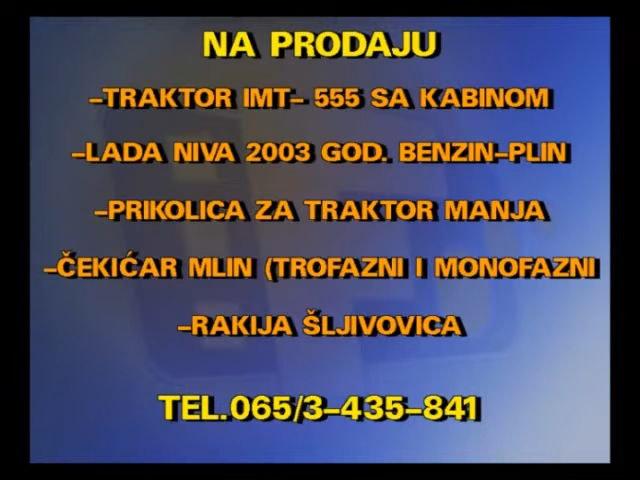 NA PRODAJU
-TRAKTOR IMT- 555 SA KABINOM
-LADA NIVA 2003 GOD. BENZIN-PLIN
-PRIKOLICA ZA TRAKTOR MANJA
-ČEKIĆAR MLIN (TROFAZNI I MONOFAZNI
-RAKIJA ŠLJIVOVICA
TEL.065/3-435-841